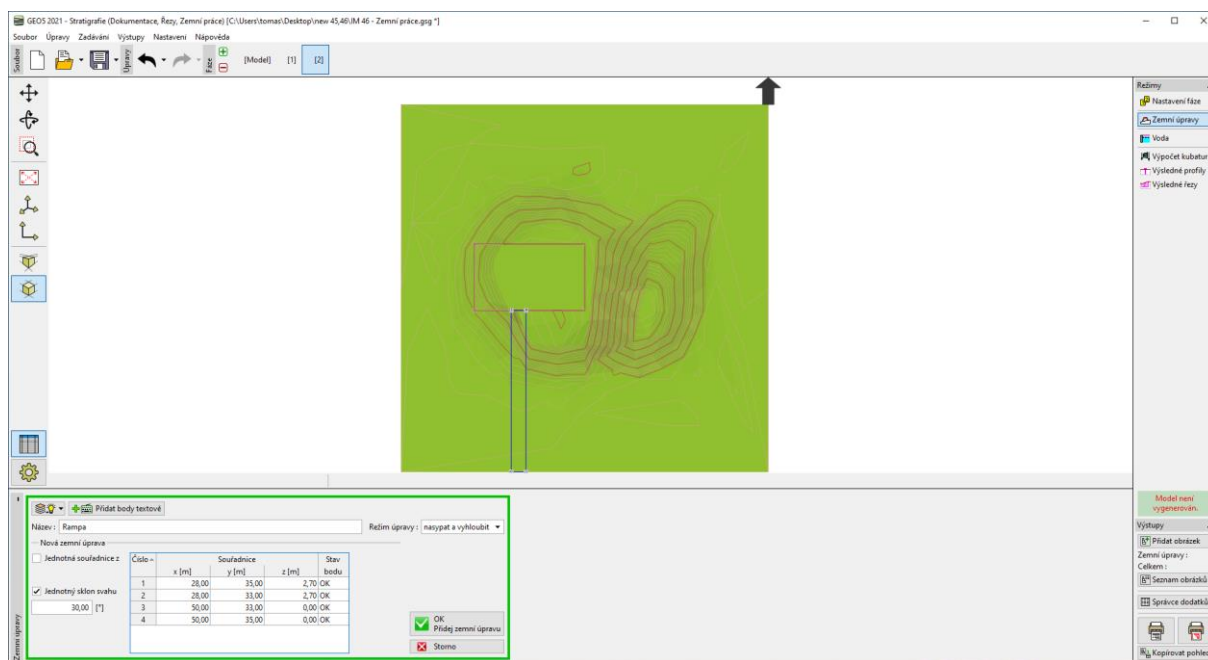 GEO5 2021 - Stratigrafie (Dokumentace, Řezy, Zemní práce) [C:\Users\tomas\Desktop\new 45,46\IM 46 - Zemní práce.gsg *]
Soubor Úpravy Zadávání Výstupy Nastavení Nápověda
Soubor Úpravy Fáze [Model] [1] [2]
Režimy
Nastavení fáze
Zemní úpravy
Voda
Výpočet kubatur
Výsledné profily
Výsledné řezy
Model není
vygenerován.
Výstupy
Přidat obrázek
Zemní úpravy :
Celkem :
Seznam obrázků
Správce dodatků
Kopírovat pohled
Zemní úpravy
Přidat body textově
Název : Rampa Režim úpravy : nasypat a vyhloubit
Nová zemní úprava
Jednotná souřadnice z
Jednotný sklon svahu
30,00 [°]
Číslo Souřadnice Stav
x [m] y [m] z [m] bodu
1 28,00 35,00 2,70 OK
2 28,00 33,00 2,70 OK
3 50,00 33,00 0,00 OK
4 50,00 35,00 0,00 OK
OK
Přidej zemní úpravu
Storno